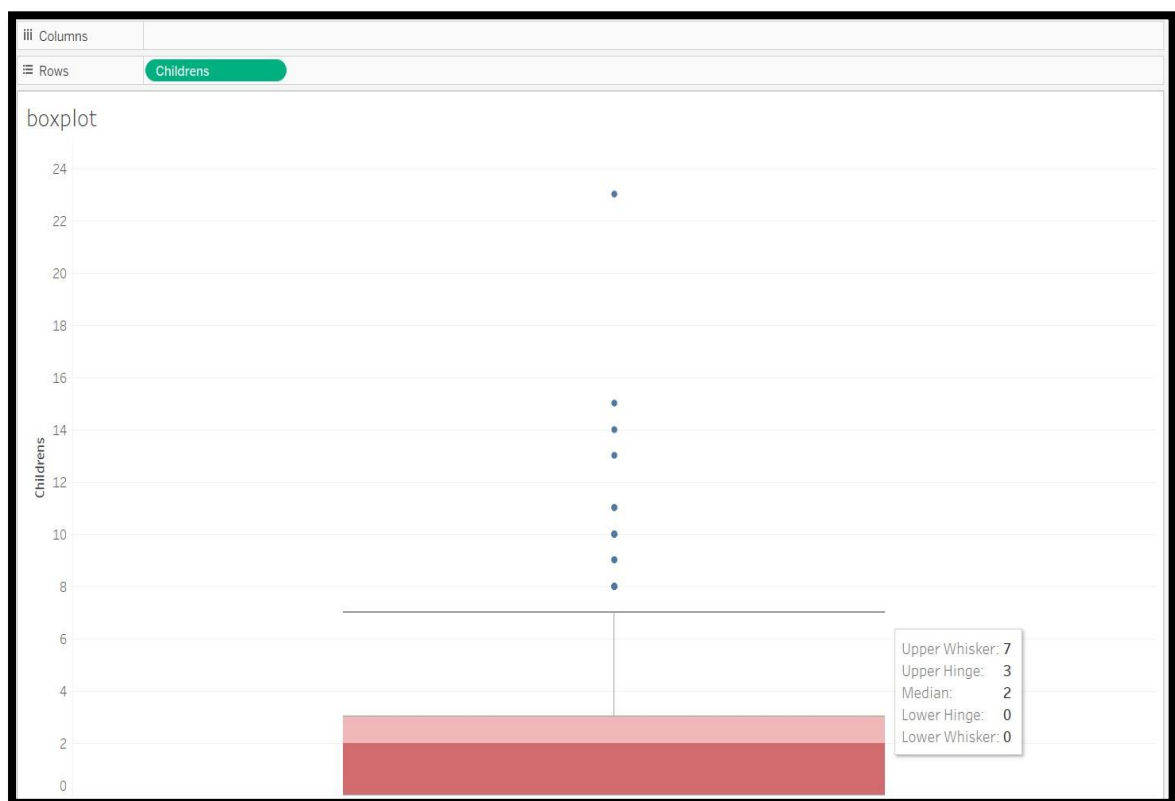 Columns
Rows
Childrens
boxplot
24
22
20
18
16
14
12
10
8
6
4
2
0
Childrens
Upper Whisker: 7
Upper Hinge: 3
Median: 2
Lower Hinge: 0
Lower Whisker: 0